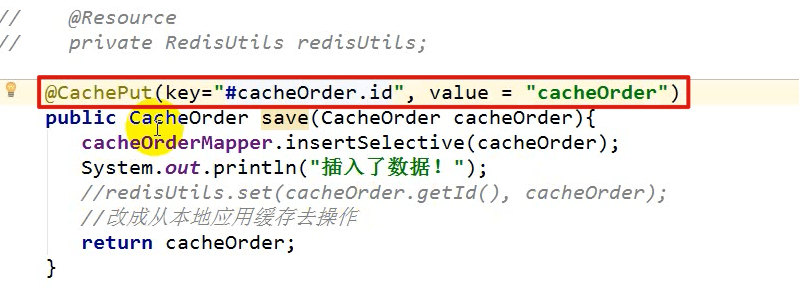 //    @Resource
//    private RedisUtils redisUtils;
@CachePut(key="#cacheOrder.id", value = "cacheOrder")
public CacheOrder save(CacheOrder cacheOrder){
cacheOrderMapper.insertSelective(cacheOrder);
System.out.println("插入了数据！");
//redisUtils.set(cacheOrder.getId(), cacheOrder);
//改成从本地应用缓存去操作
return cacheOrder;
}